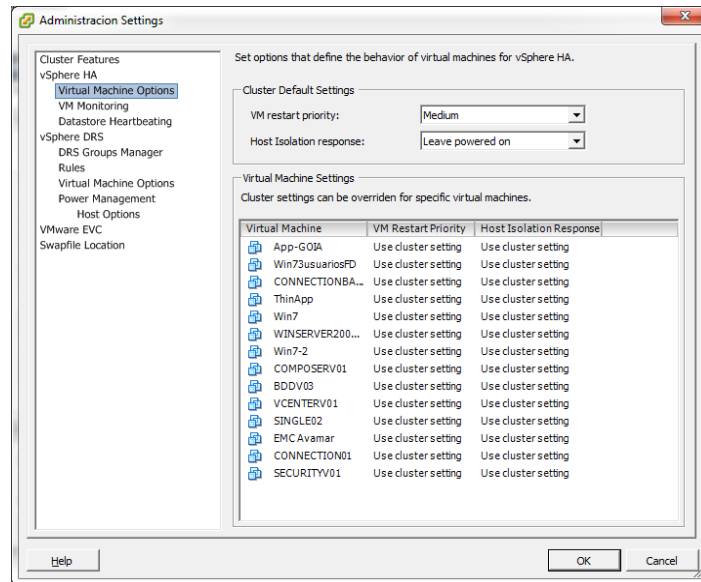 Administracion Settings
Cluster Features
vSphere HA
Virtual Machine Options
VM Monitoring
Datastore Heartbeating
vSphere DRS
DRS Groups Manager
Rules
Virtual Machine Options
Power Management
Host Options
VMware EVC
Swapfile Location
Set options that define the behavior of virtual machines for vSphere HA.
Cluster Default Settings
VM restart priority: Medium
Host Isolation response: Leave powered on
Virtual Machine Settings
Cluster settings can be overriden for specific virtual machines.
Virtual Machine VM Restart Priority Host Isolation Response
App-GOIA Use cluster setting Use cluster setting
Win73usuariosFD Use cluster setting Use cluster setting
CONNECTIONBA... Use cluster setting Use cluster setting
ThinApp Use cluster setting Use cluster setting
Win7 Use cluster setting Use cluster setting
WINSERVER200... Use cluster setting Use cluster setting
Win7-2 Use cluster setting Use cluster setting
COMPOSERV01 Use cluster setting Use cluster setting
BDDV03 Use cluster setting Use cluster setting
VCENTERV01 Use cluster setting Use cluster setting
SINGLE02 Use cluster setting Use cluster setting
EMC Avamar Use cluster setting Use cluster setting
CONNECTION01 Use cluster setting Use cluster setting
SECURITYV01 Use cluster setting Use cluster setting
Help OK Cancel